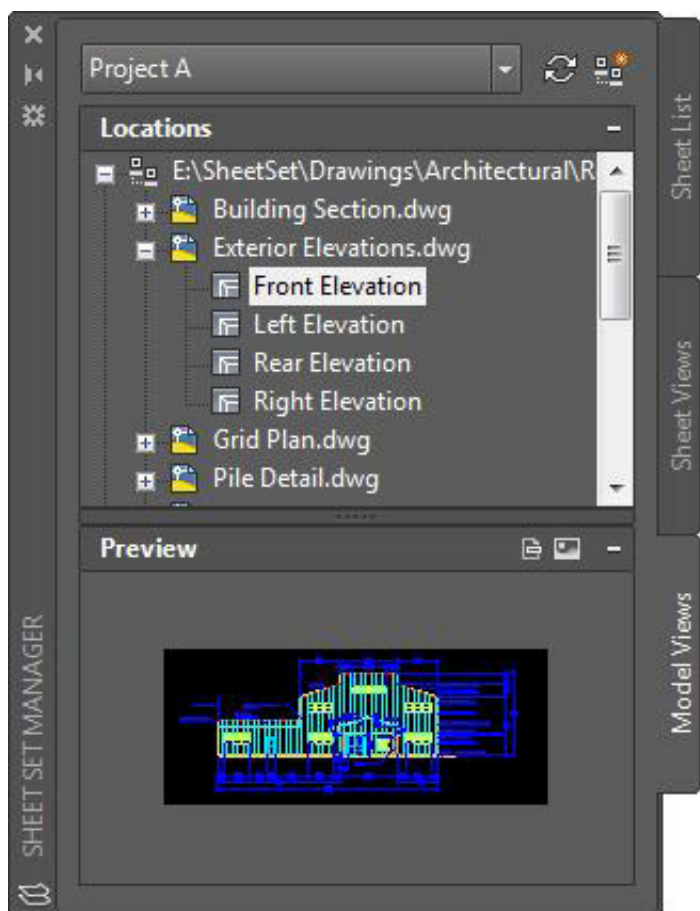 Project A
Locations
E:\SheetSet\Drawings\Architectural\R
Building Section.dwg
Exterior Elevations.dwg
Front Elevation
Left Elevation
Rear Elevation
Right Elevation
Grid Plan.dwg
Pile Detail.dwg
Preview
SHEET SET MANAGER
Sheet List
Sheet Views
Model Views